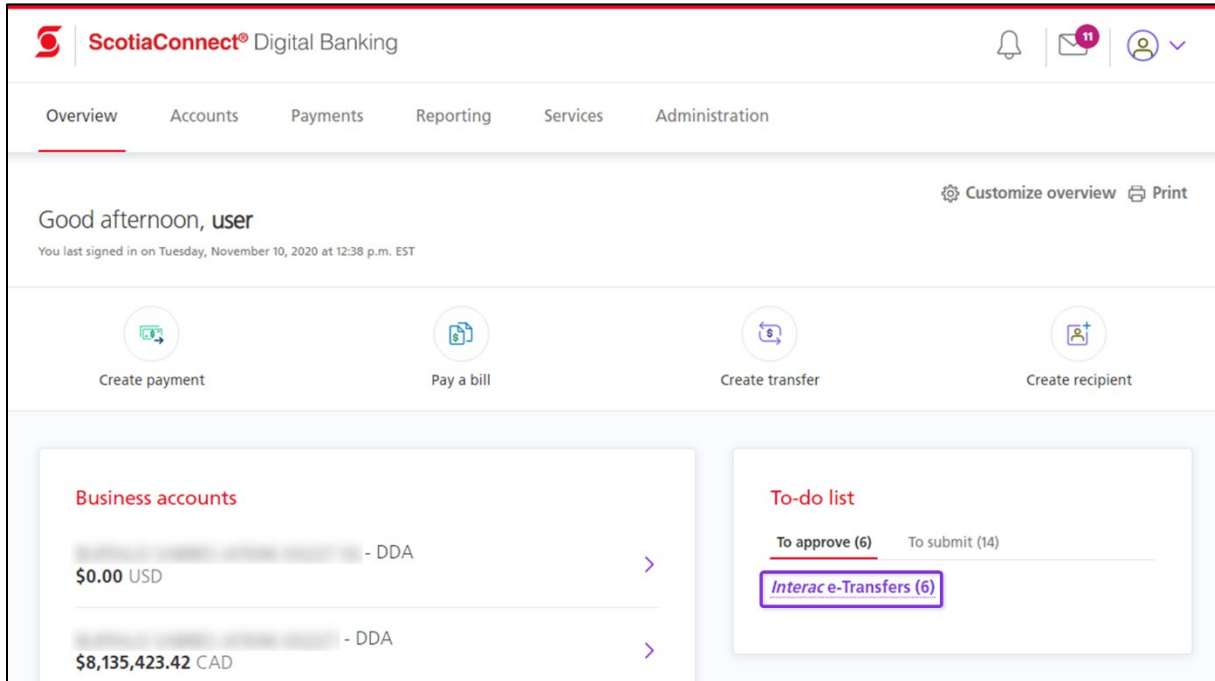 ScotiaConnect® Digital Banking
11
Overview Accounts Payments Reporting Services Administration
Customize overview Print
Good afternoon, user
You last signed in on Tuesday, November 10, 2020 at 12:38 p.m. EST
Create payment Pay a bill Create transfer Create recipient
Business accounts
- DDA
$0.00 USD
- DDA
$8,135,423.42 CAD
To-do list
To approve (6) To submit (14)
Interac e-Transfers (6)